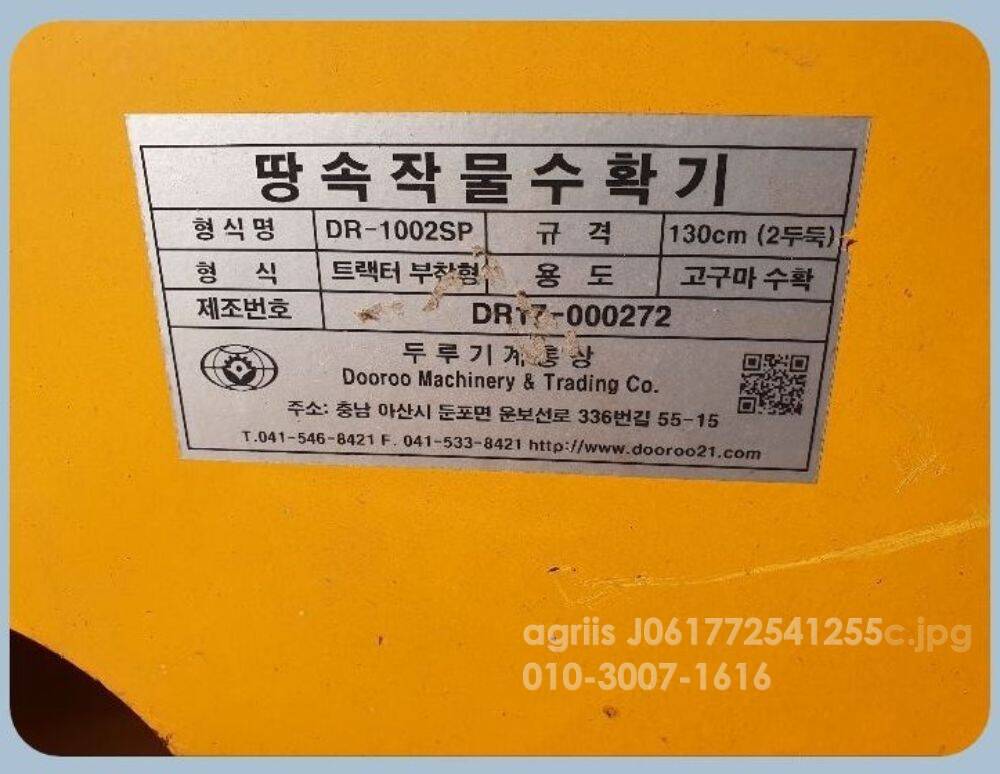 땅속작물수확기
형식명 DR-1002SP 규격 130cm (2두둑)
형식 트랙터 부착형 용도 고구마 수확
제조번호 DR17-000272
두루기계통상
Dooroo Machinery & Trading Co.
주소: 충남 아산시 둔포면 운보선로 336번길 55-15
T.041-546-8421 F. 041-533-8421 http://www.dooroo21.com
agriis J061772541255c.jpg
010-3007-1616